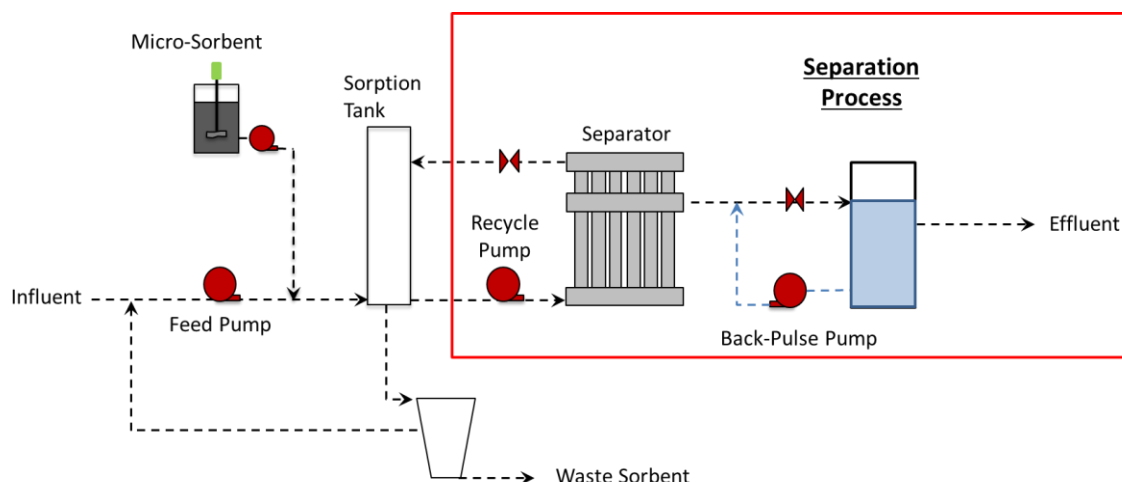 Micro-Sorbent
Sorption
Tank
Separation
Process
Separator
Recycle
Pump
Effluent
Influent
Feed Pump
Back-Pulse Pump
Waste Sorbent